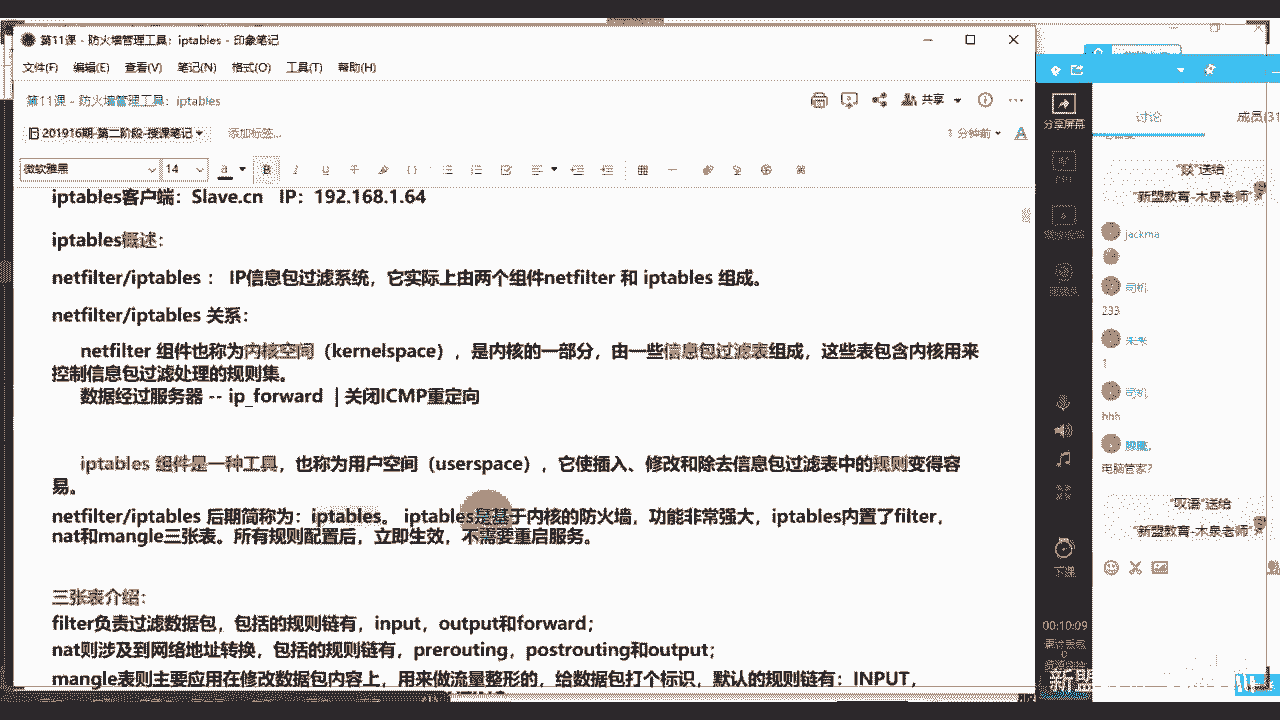 第11课 - 防火墙管理工具：iptables - 印象笔记
文件(F) 编辑(E) 查看(V) 笔记(N) 格式(O) 工具(T) 帮助(H)
第11课 - 防火墙管理工具：iptables
共享
201916期-第二阶段-授课笔记
添加标签...
1 分钟前
微软雅黑 14
iptables客户端：Slave.cn IP：192.168.1.64
iptables概述：
netfilter/iptables ： IP信息包过滤系统，它实际上由两个组件netfilter 和 iptables 组成。
netfilter/iptables 关系：
netfilter 组件也称为内核空间（kernelspace），是内核的一部分，由一些信息包过滤表组成，这些表包含内核用来
控制信息包过滤处理的规则集。
数据经过服务器 -- ip_forward | 关闭ICMP重定向
iptables 组件是一种工具，也称为用户空间（userspace），它使插入、修改和除去信息包过滤表中的规则变得容
易。
netfilter/iptables 后期简称为：iptables。 iptables是基于内核的防火墙，功能非常强大，iptables内置了filter，
nat和mangle三张表。所有规则配置后，立即生效，不需要重启服务。
三张表介绍：
filter负责过滤数据包，包括的规则链有，input，output和forward；
nat则涉及到网络地址转换，包括的规则链有，prerouting，postrouting和output；
mangle表则主要应用在修改数据包内容上，用来做流量整形的，给数据包打个标识，默认的规则链有：INPUT，
分享屏幕
下课
00:10:09
讨论
成员(31
送给
"新盟教育-木泉老师"
jackma
司机
233
1
司机
hhh
电脑管家?
送给
"新盟教育-木泉老师"
新盟